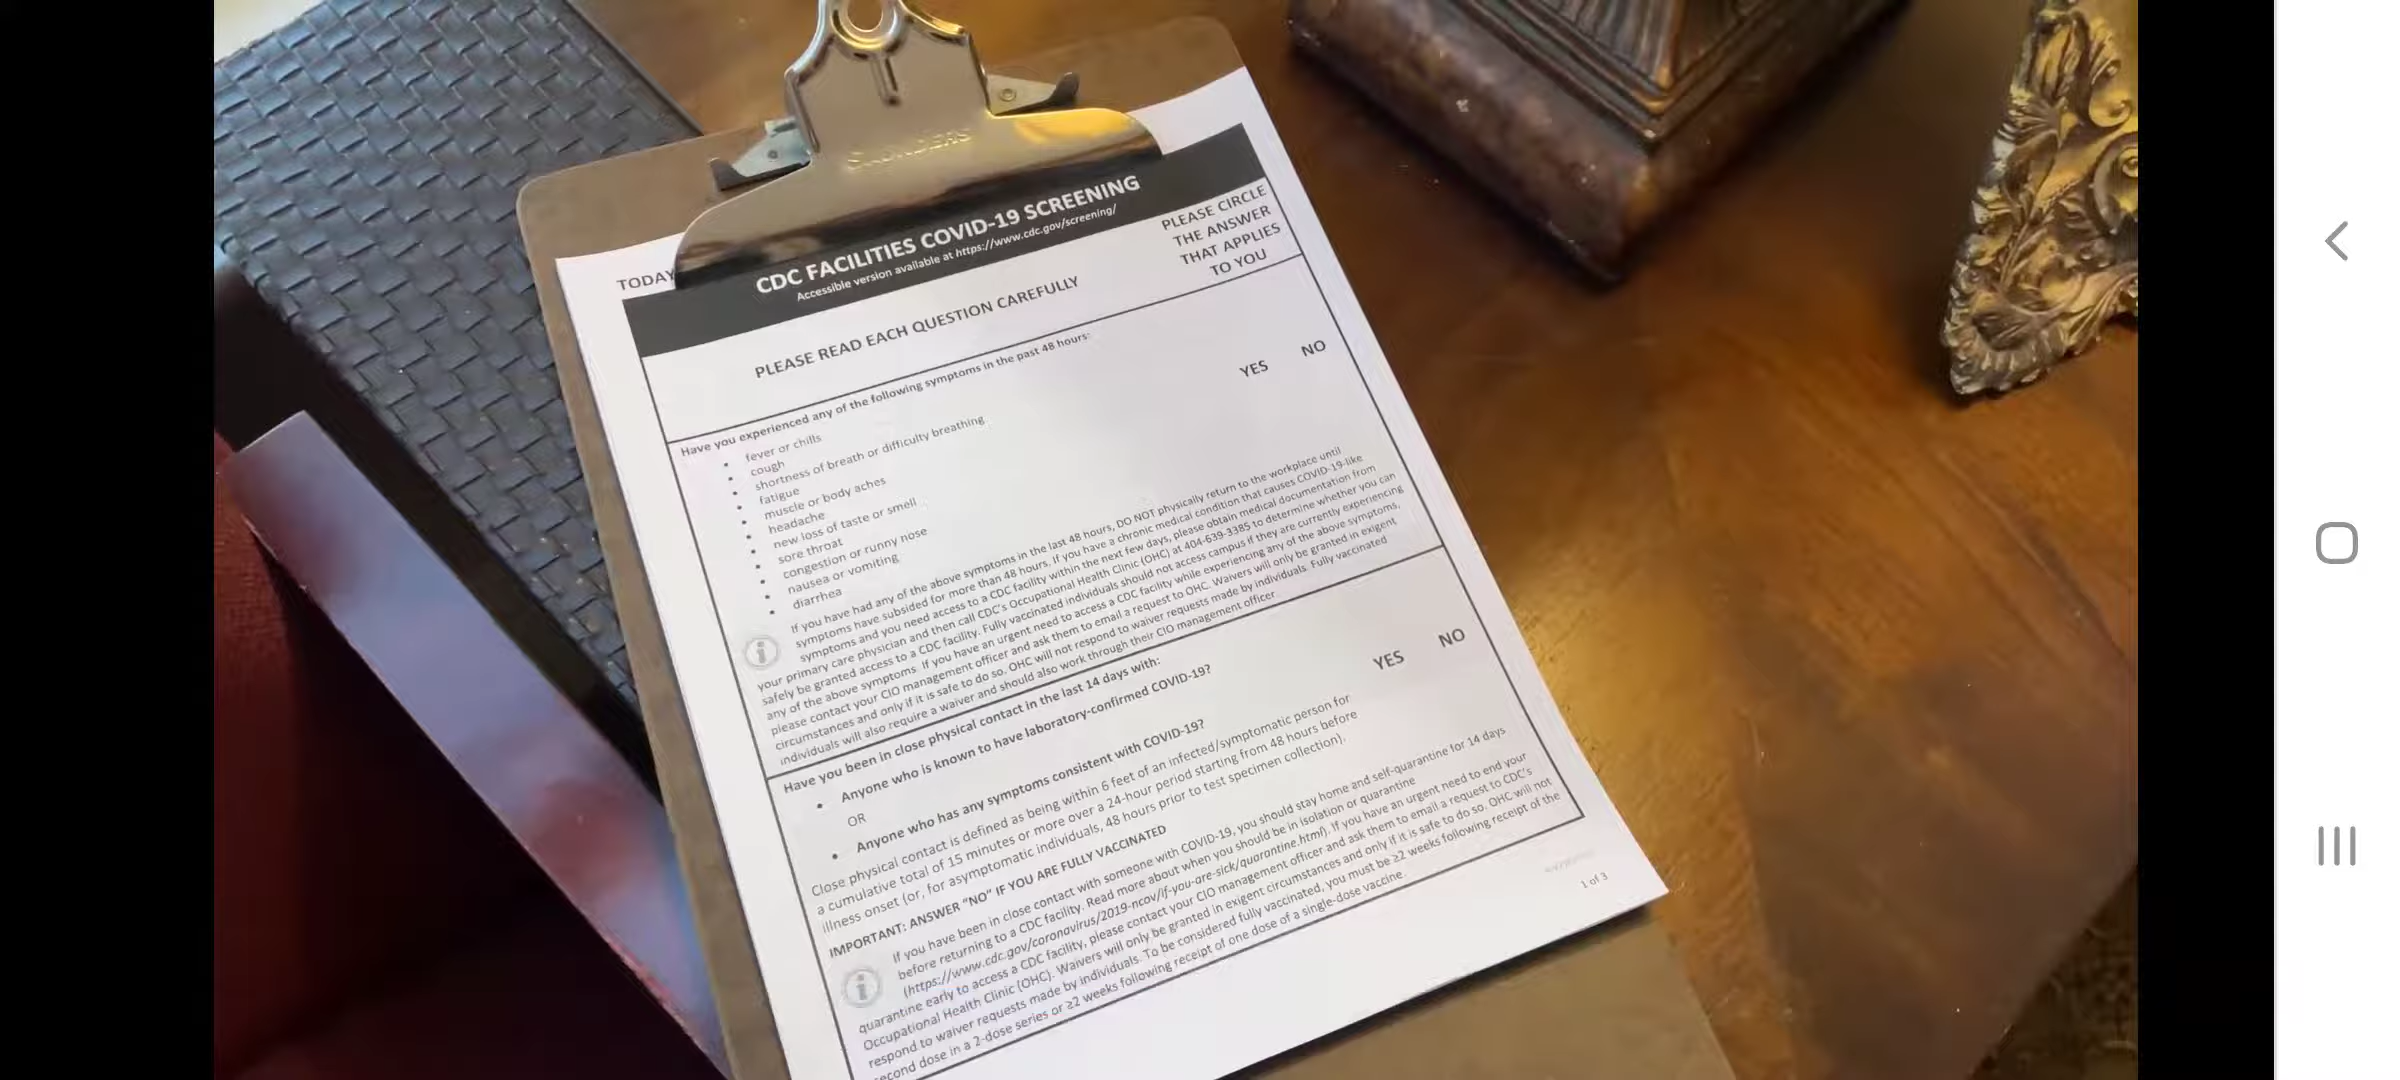 SAUNDERS
TODAY
CDC FACILITIES COVID-19 SCREENING
Accessible version available at https://www.cdc.gov/screening/
PLEASE READ EACH QUESTION CAREFULLY
PLEASE CIRCLE
THE ANSWER
THAT APPLIES
TO YOU
Have you experienced any of the following symptoms in the past 48 hours:
YES NO
• fever or chills
• cough
• shortness of breath or difficulty breathing
• fatigue
• muscle or body aches
• headache
• new loss of taste or smell
• sore throat
• congestion or runny nose
• nausea or vomiting
• diarrhea
If you have had any of the above symptoms in the last 48 hours, DO NOT physically return to the workplace until
symptoms have subsided for more than 48 hours. If you have a chronic medical condition that causes COVID-19-like
symptoms and you need access to a CDC facility within the next few days, please obtain medical documentation from
your primary care physician and then call CDC's Occupational Health Clinic (OHC) at 404-639-3385 to determine whether you can
safely be granted access to a CDC facility. Fully vaccinated individuals should not access campus if they are currently experiencing
any of the above symptoms. If you have an urgent need to access a CDC facility while experiencing any of the above symptoms,
please contact your CIO management officer and ask them to email a request to OHC. Waivers will only be granted in exigent
circumstances and only if it is safe to do so. OHC will not respond to waiver requests made by individuals. Fully vaccinated
individuals will also require a waiver and should also work through their CIO management officer
Have you been in close physical contact in the last 14 days with:
YES NO
• Anyone who is known to have laboratory-confirmed COVID-19?
OR
• Anyone who has any symptoms consistent with COVID-19?
Close physical contact is defined as being within 6 feet of an infected/symptomatic person for
a cumulative total of 15 minutes or more over a 24-hour period starting from 48 hours before
illness onset (or, for asymptomatic individuals, 48 hours prior to test specimen collection).
IMPORTANT: ANSWER "NO" IF YOU ARE FULLY VACCINATED
If you have been in close contact with someone with COVID-19, you should stay home and self-quarantine for 14 days
before returning to a CDC facility. Read more about when you should be in isolation or quarantine
(https://www.cdc.gov/coronavirus/2019-ncov/if-you-are-sick/quarantine.html). If you have an urgent need to end your
quarantine early to access a CDC facility, please contact your CIO management officer and ask them to email a request to CDC's
Occupational Health Clinic (OHC). Waivers will only be granted in exigent circumstances and only if it is safe to do so. OHC will not
respond to waiver requests made by individuals. To be considered fully vaccinated, you must be ≥2 weeks following receipt of the
second dose in a 2-dose series or ≥2 weeks following receipt of one dose of a single-dose vaccine.
1 of 3